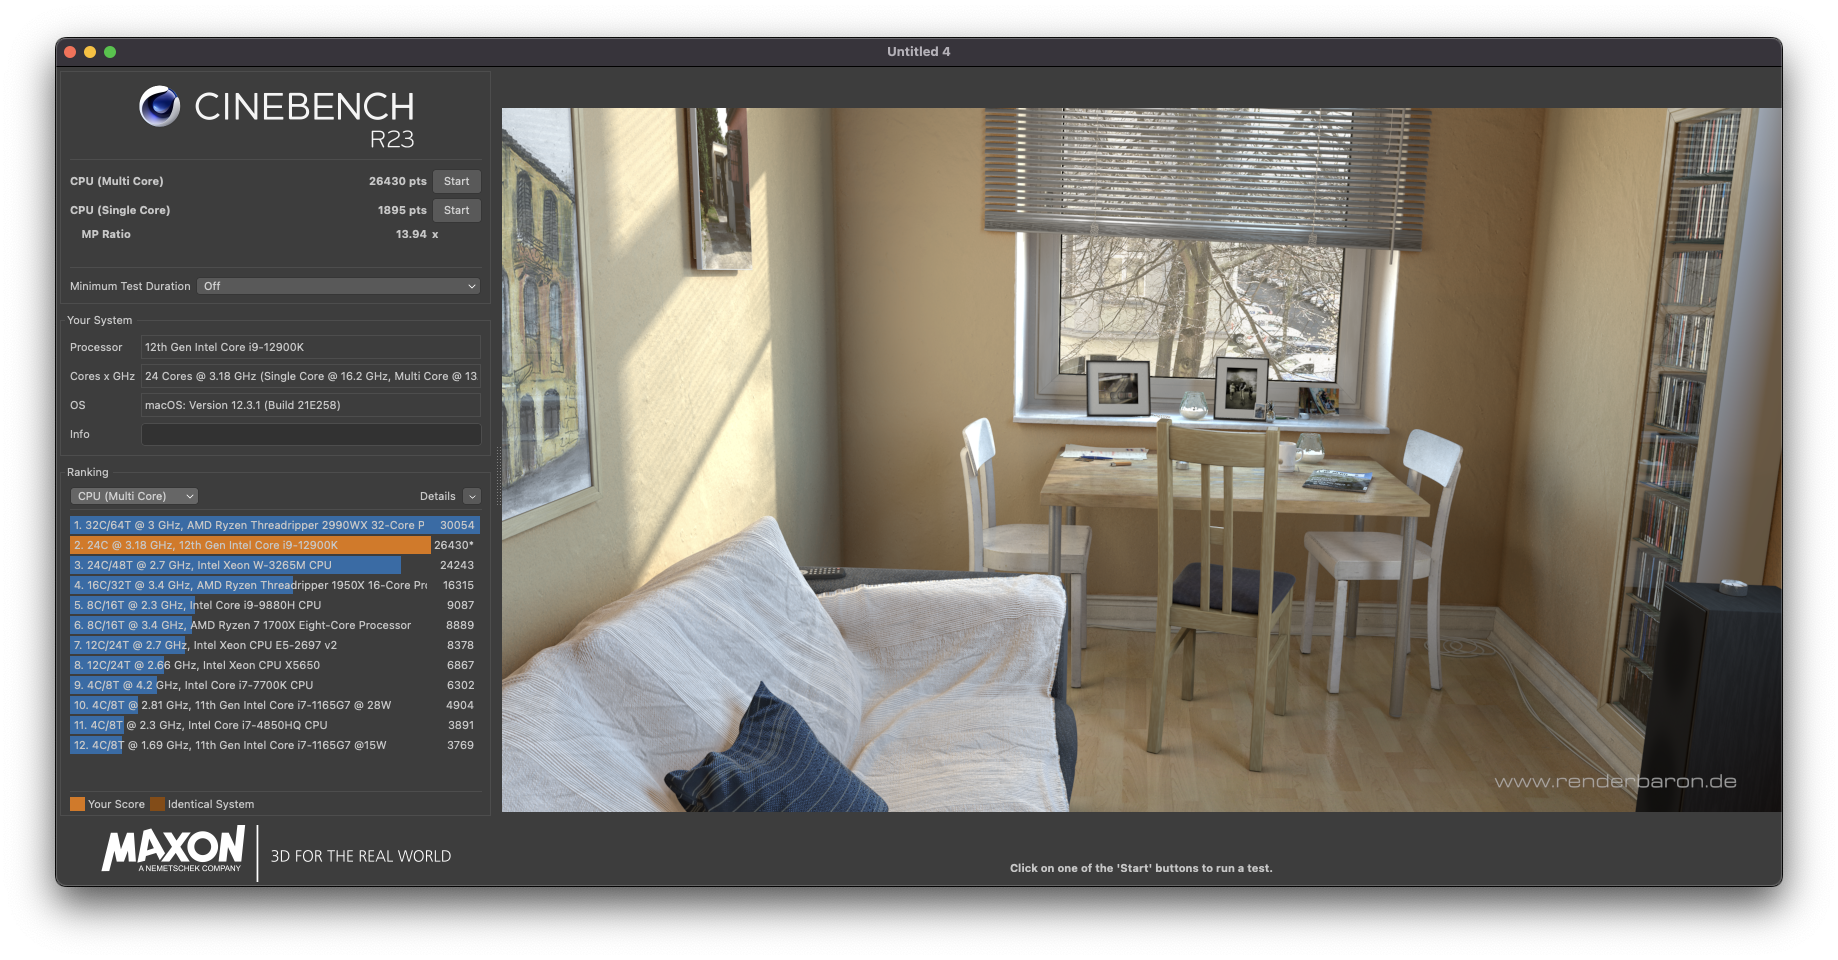 Untitled 4
CINEBENCH
R23
CPU (Multi Core) 26430 pts Start
CPU (Single Core) 1895 pts Start
MP Ratio 13.94 x
Minimum Test Duration Off
Your System
Processor 12th Gen Intel Core i9-12900K
Cores x GHz 24 Cores @ 3.18 GHz (Single Core @ 16.2 GHz, Multi Core @ 13
OS macOS: Version 12.3.1 (Build 21E258)
Info
Ranking
CPU (Multi Core) Details
1. 32C/64T @ 3 GHz, AMD Ryzen Threadripper 2990WX 32-Core P 30054
2. 24C @ 3.18 GHz, 12th Gen Intel Core i9-12900K 26430*
3. 24C/48T @ 2.7 GHz, Intel Xeon W-3265M CPU 24243
4. 16C/32T @ 3.4 GHz, AMD Ryzen Threadripper 1950X 16-Core Pro 16315
5. 8C/16T @ 2.3 GHz, Intel Core i9-9880H CPU 9087
6. 8C/16T @ 3.4 GHz, AMD Ryzen 7 1700X Eight-Core Processor 8889
7. 12C/24T @ 2.7 GHz, Intel Xeon CPU E5-2697 v2 8378
8. 12C/24T @ 2.66 GHz, Intel Xeon CPU X5650 6867
9. 4C/8T @ 4.2 GHz, Intel Core i7-7700K CPU 6302
10. 4C/8T @ 2.81 GHz, 11th Gen Intel Core i7-1165G7 @ 28W 4904
11. 4C/8T @ 2.3 GHz, Intel Core i7-4850HQ CPU 3891
12. 4C/8T @ 1.69 GHz, 11th Gen Intel Core i7-1165G7 @15W 3769
Your Score Identical System
MAXON
A NEMETSCHEK COMPANY
3D FOR THE REAL WORLD
www.renderbaron.de
Click on one of the 'Start' buttons to run a test.